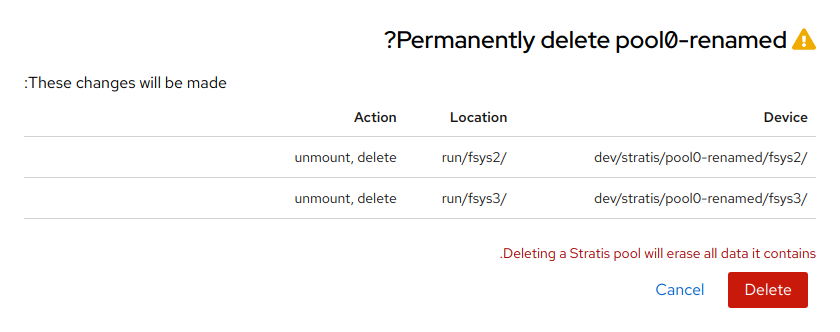 ?Permanently delete pool0-renamed
:These changes will be made
Action Location Device
unmount, delete run/fsys2/ dev/stratis/pool0-renamed/fsys2/
unmount, delete run/fsys3/ dev/stratis/pool0-renamed/fsys3/
.Deleting a Stratis pool will erase all data it contains
Cancel Delete